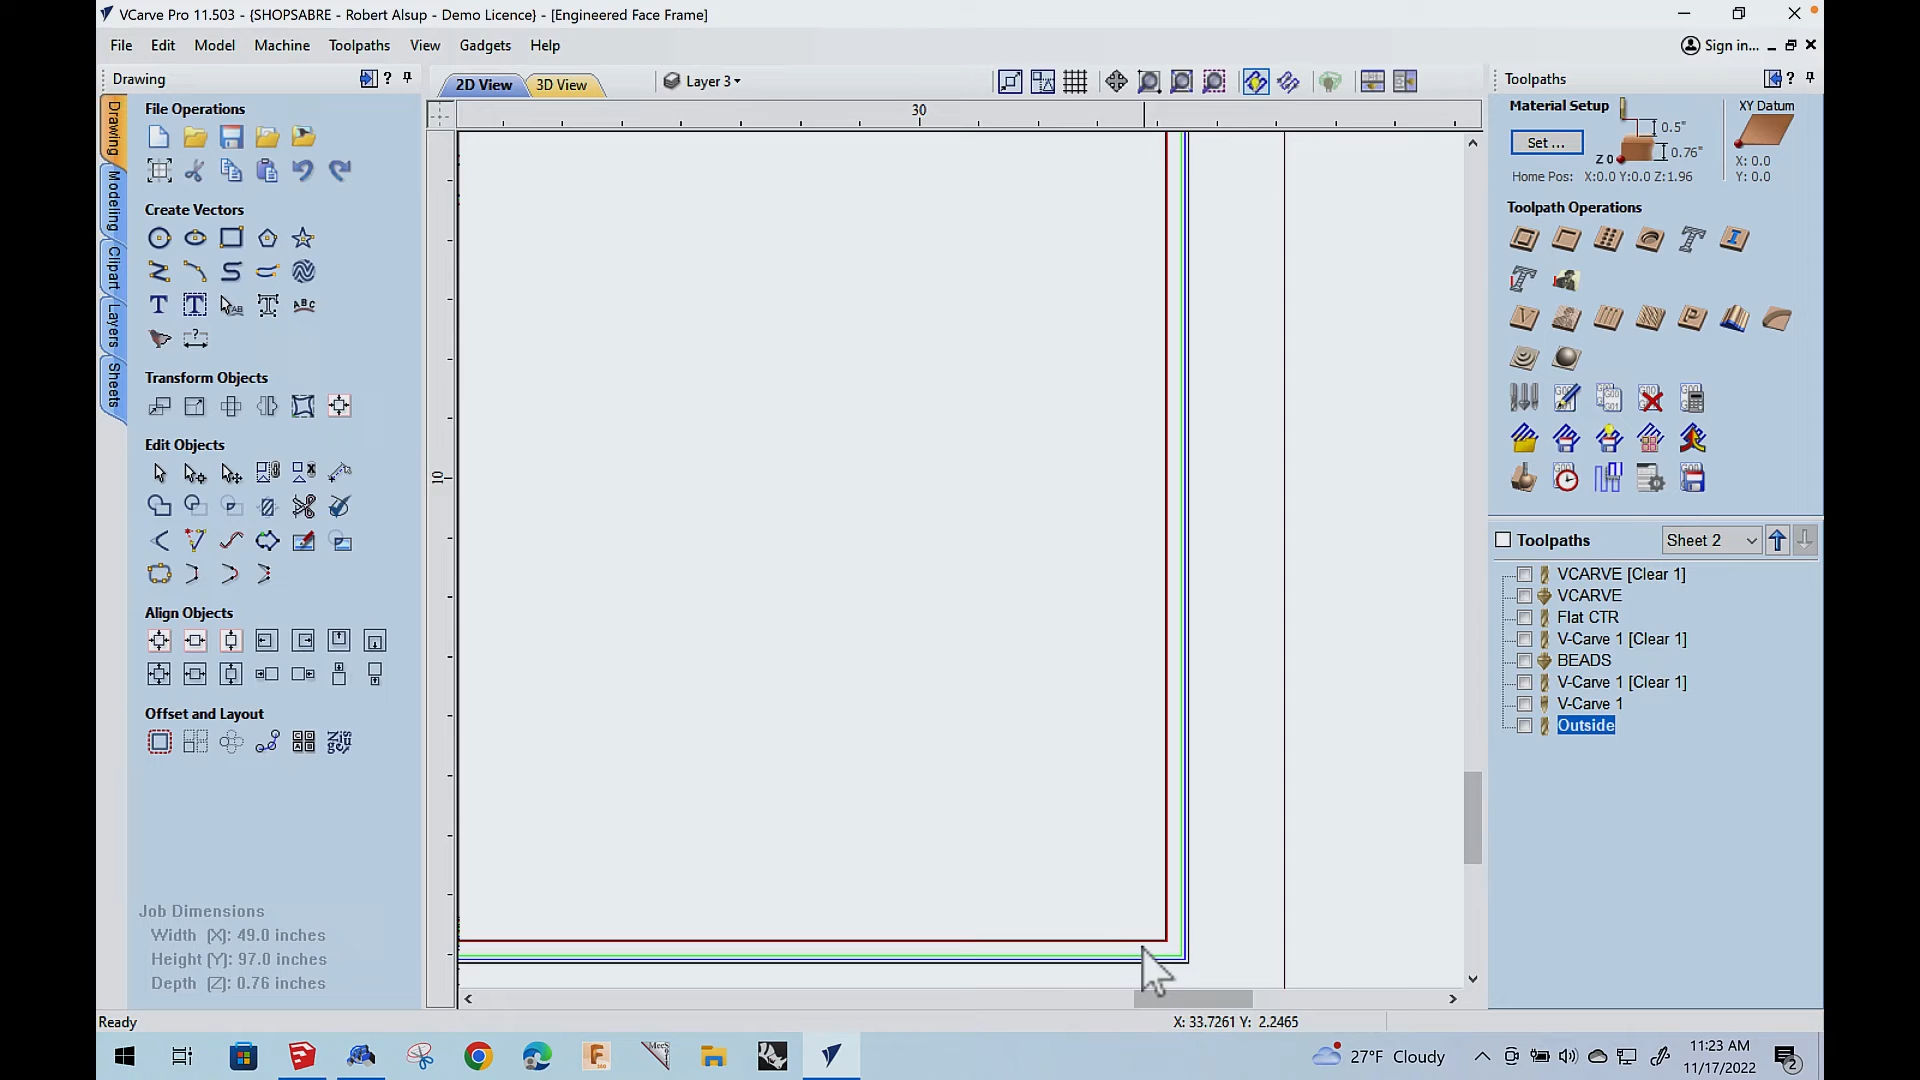 VCarve Pro 11.503 - {SHOPSABRE - Robert Alsup - Demo Licence} - [Engineered Face Frame]
File Edit Model Machine Toolpaths View Gadgets Help
Sign in...
Drawing
2D View 3D View Layer 3
Toolpaths
File Operations
30
Material Setup
XY Datum
Set ...
0.5"
Z 0
0.76"
X: 0.0
Y: 0.0
Home Pos: X:0.0 Y:0.0 Z:1.96
Drawing
Modeling
Clipart
Layers
Sheets
Create Vectors
Toolpath Operations
Transform Objects
Edit Objects
10
Align Objects
Offset and Layout
Toolpaths Sheet 2
VCARVE [Clear 1]
VCARVE
Flat CTR
V-Carve 1 [Clear 1]
BEADS
V-Carve 1 [Clear 1]
V-Carve 1
Outside
Job Dimensions
Width (X): 49.0 inches
Height (Y): 97.0 inches
Depth (Z): 0.76 inches
Ready
X: 33.7261 Y: 2.2465
27°F Cloudy
11:23 AM
11/17/2022
2